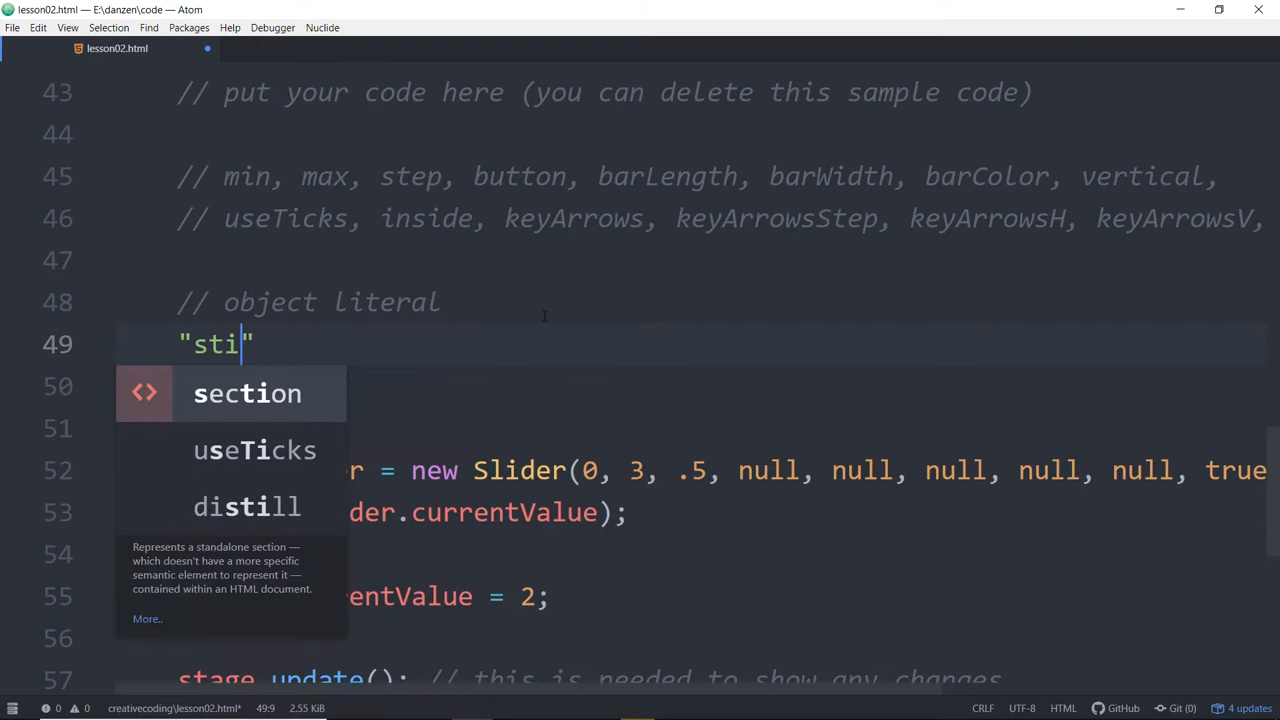 lesson02.html — E:\danzen\code — Atom
File Edit View Selection Find Packages Help Debugger Nuclide
lesson02.html
43 // put your code here (you can delete this sample code)
44
45 // min, max, step, button, barLength, barWidth, barColor, vertical,
46 // useTicks, inside, keyArrows, keyArrowsStep, keyArrowsH, keyArrowsV,
47
48 // object literal
49 "sti"
50 section
51 useTicks
52 er = new Slider(0, 3, .5, null, null, null, null, null, true
53 distill der.currentValue);
54 Represents a standalone section —
which doesn't have a more specific
semantic element to represent it —
contained within an HTML document.
55 entValue = 2;
More..
56
57 stage.update(); // this is needed to show any changes
0 0 creativecoding\lesson02.html* 49:9 2.55 KiB CRLF UTF-8 HTML GitHub Git (0) 4 updates